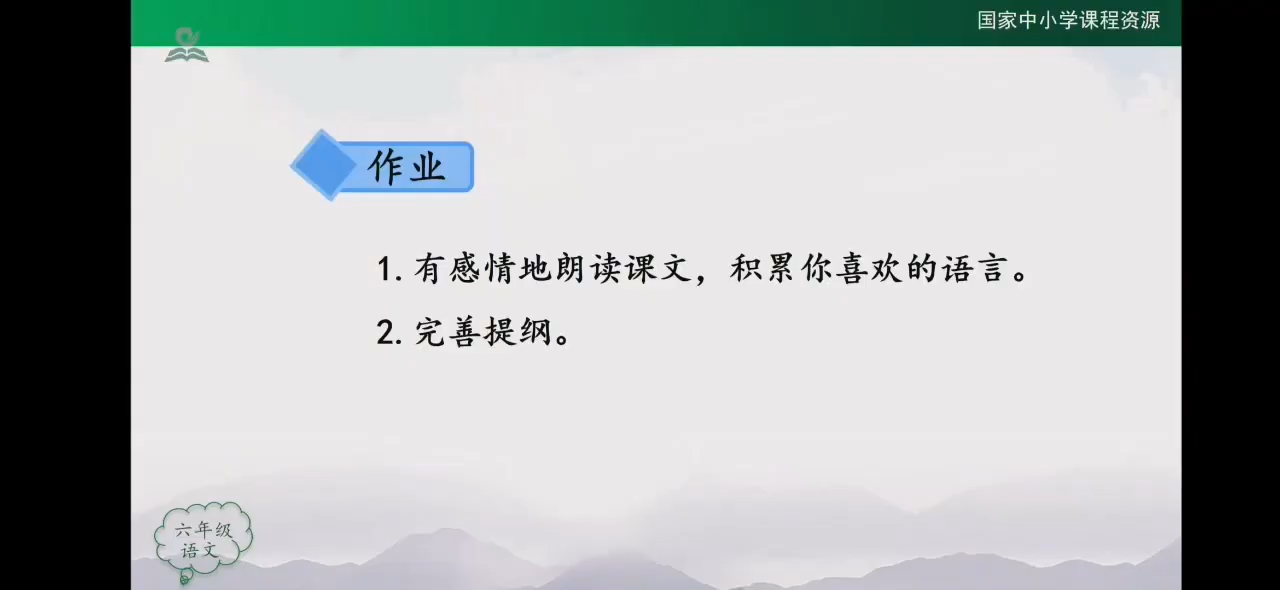 国家中小学课程资源
作业
1.有感情地朗读课文，积累你喜欢的语言。
2.完善提纲。
六年级
语文